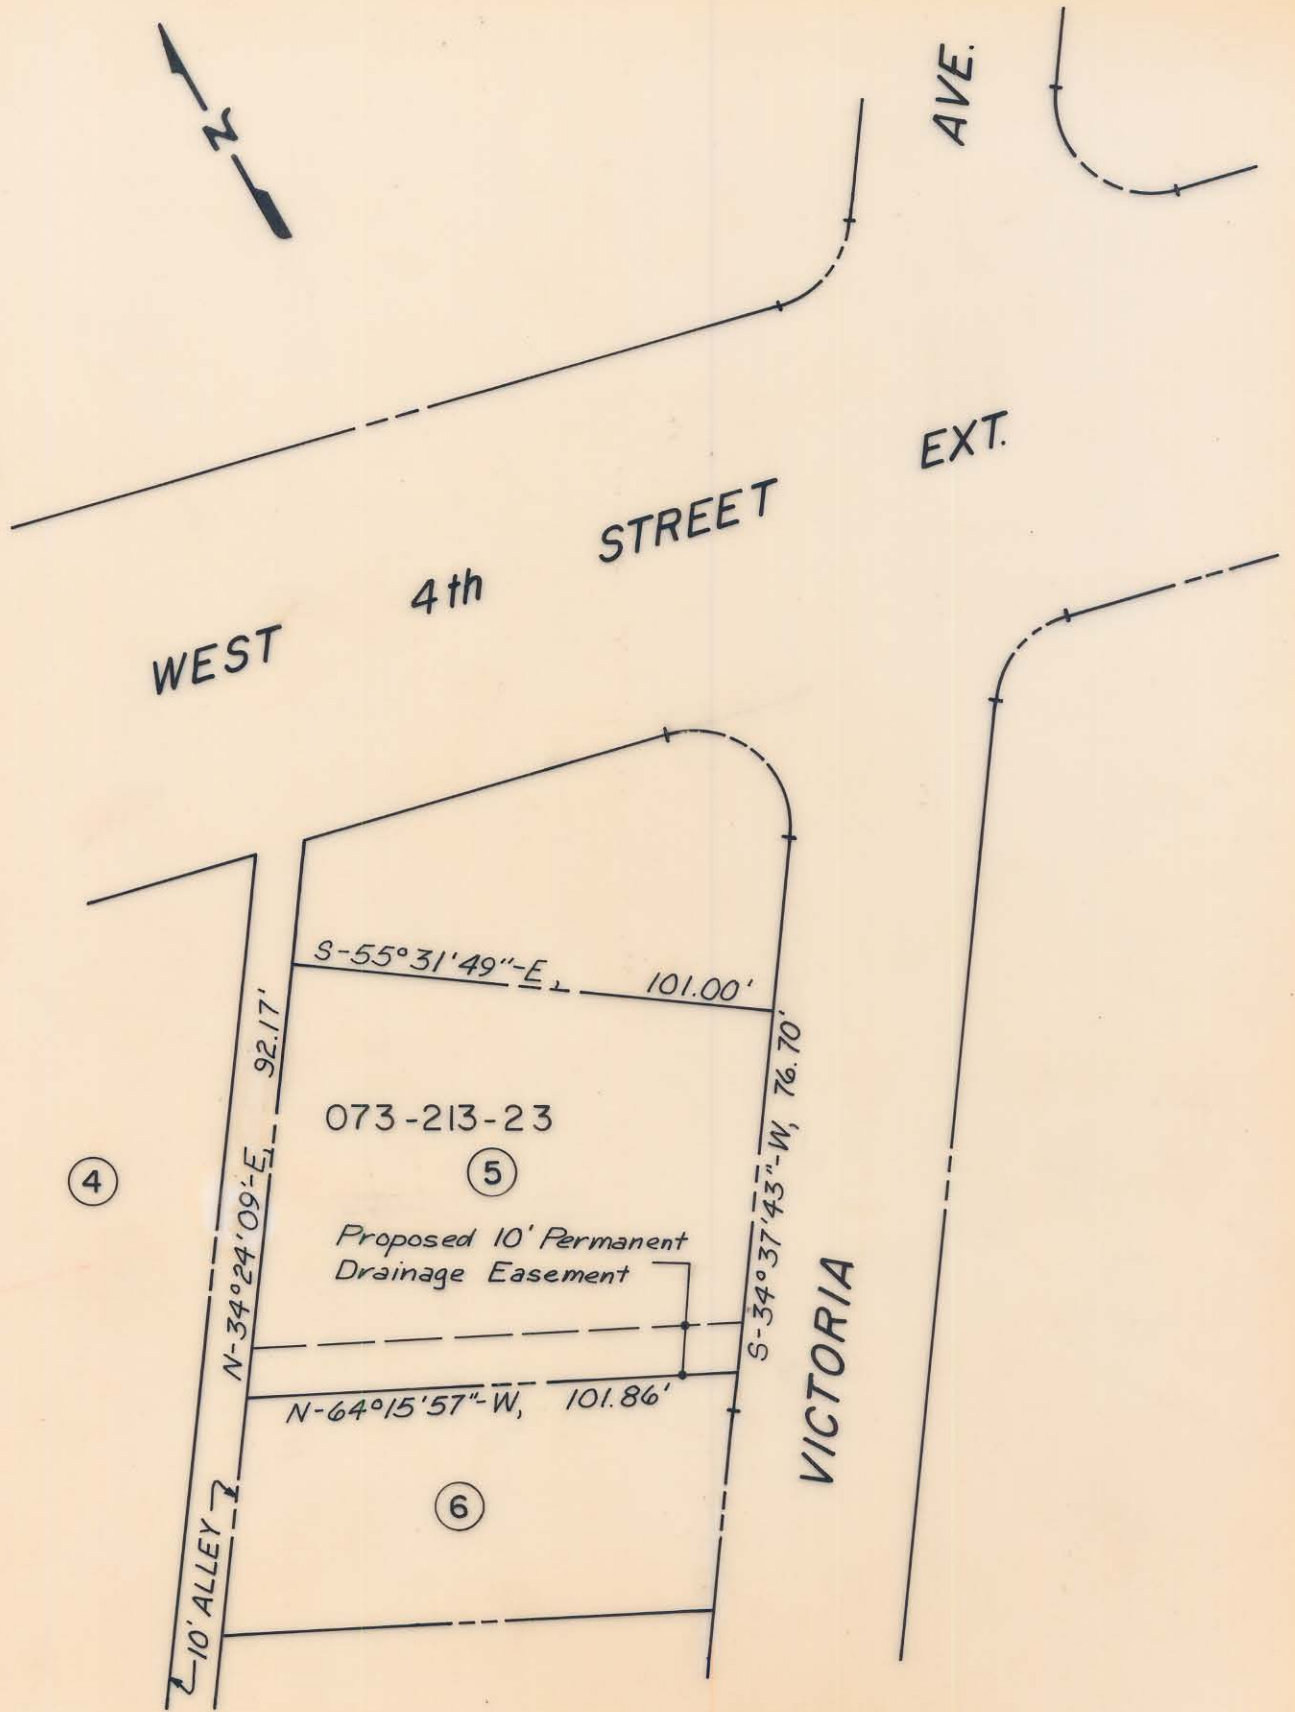 N
AVE.
EXT.
STREET
4th
WEST
S-55°31'49"-E, 101.00'
92.17'
N-34°24'09'-E,
S-34°37'43"-W, 76.70'
073-213-23
4
5
Proposed 10' Permanent
Drainage Easement
N-64°15'57"-W, 101.86'
VICTORIA
6
10' ALLEY